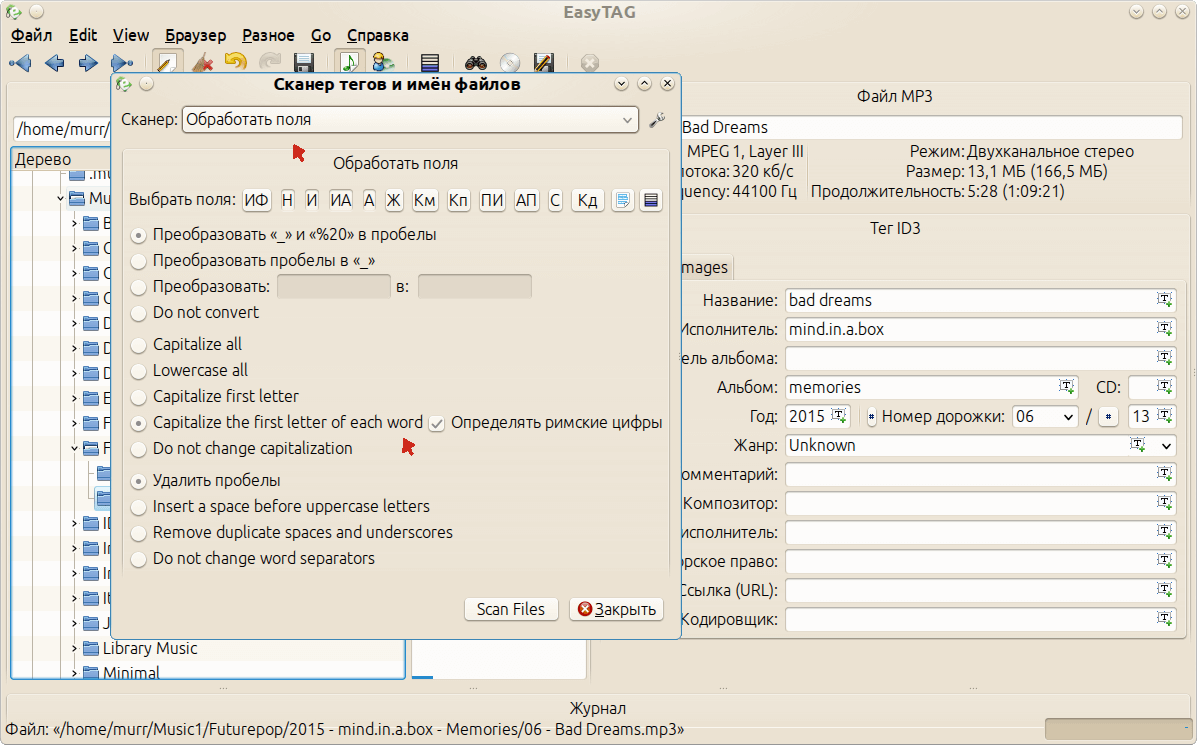 EasyTAG
Файл Edit View Браузер Разное Go Справка
Сканер тегов и имён файлов
Сканер: Обработать поля
Обработать поля
Выбрать поля: ИФ Н И ИА А Ж Км Кп ПИ АП С Кд
Преобразовать «_» и «%20» в пробелы
Преобразовать пробелы в «_»
Преобразовать: в:
Do not convert
Capitalize all
Lowercase all
Capitalize first letter
Capitalize the first letter of each word Определять римские цифры
Do not change capitalization
Удалить пробелы
Insert a space before uppercase letters
Remove duplicate spaces and underscores
Do not change word separators
Scan Files Закрыть
/home/murr/
Дерево
Library Music
Minimal
Файл MP3
Bad Dreams
MPEG 1, Layer III Режим: Двухканальное стерео
потока: 320 кб/с Размер: 13,1 МБ (166,5 МБ)
quency: 44100 Гц Продолжительность: 5:28 (1:09:21)
Тег ID3
mages
Название: bad dreams
Исполнитель: mind.in.a.box
ель альбома:
Альбом: memories CD:
Год: 2015 # Номер дорожки: 06 / # 13
Жанр: Unknown
омментарий:
Композитор:
исполнитель:
орское право:
Ссылка (URL):
Кодировщик:
Журнал
Файл: «/home/murr/Music1/Futurepop/2015 - mind.in.a.box - Memories/06 - Bad Dreams.mp3»